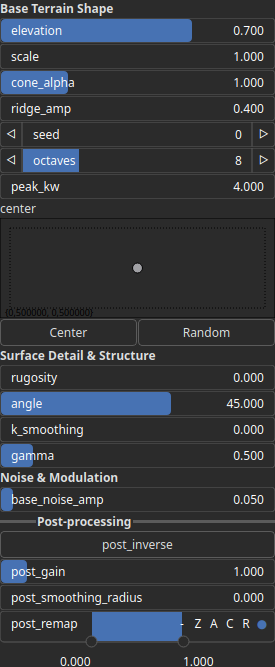 Base Terrain Shape
elevation 0.700
scale 1.000
cone_alpha 1.000
ridge_amp 0.400
seed 0
octaves 8
peak_kw 4.000
center
(0.500000, 0.500000)
Center Random
Surface Detail & Structure
rugosity 0.000
angle 45.000
k_smoothing 0.000
gamma 0.500
Noise & Modulation
base_noise_amp 0.050
Post-processing
post_inverse
post_gain 1.000
post_smoothing_radius 0.000
post_remap - Z A C R
0.000 1.000